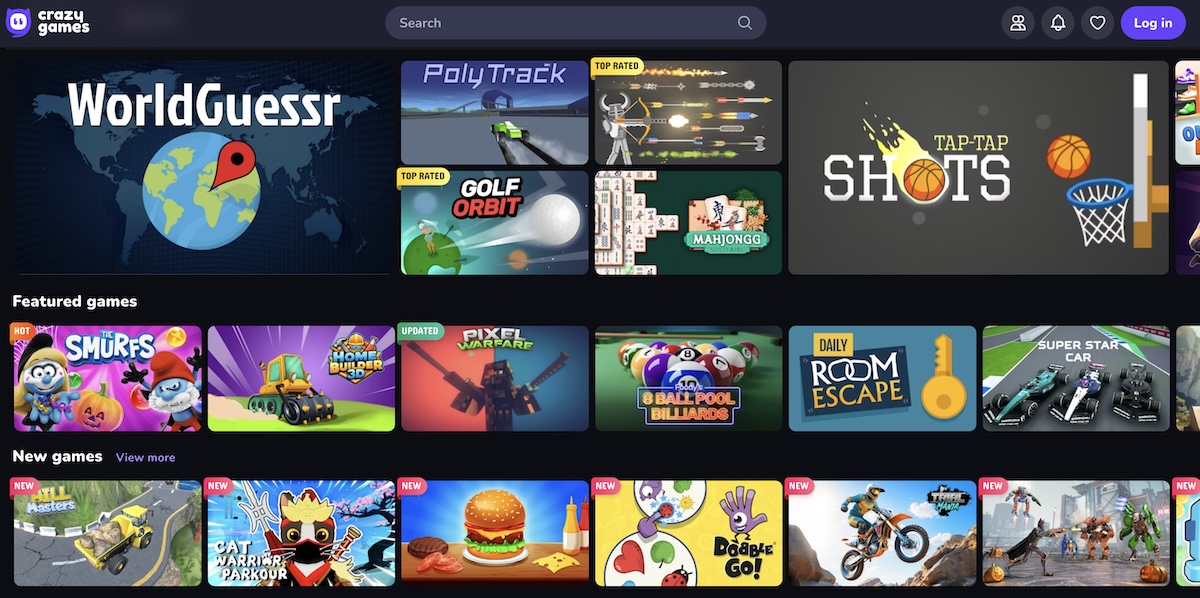 crazy
games
Search
Log in
WorldGuessr
PolyTrack
TOP RATED
TAP-TAP
SHOTS
TOP RATED
GOLF
ORBIT
MAHJONGG
SOLITAIRE
Featured games
HOT
THE
SMURFS
HOME
BUILDER
3D
UPDATED
PIXEL
WARFARE
8 BALL POOL
BILLIARDS
DAILY
ROOM
ESCAPE
SUPER STAR
CAR
New games
View more
NEW
HILL
Masters
NEW
CAT
WARRIOR
PARKOUR
NEW
NEW
DOBBLE
GO!
NEW
TRIAL
MANIA
NEW
NEW